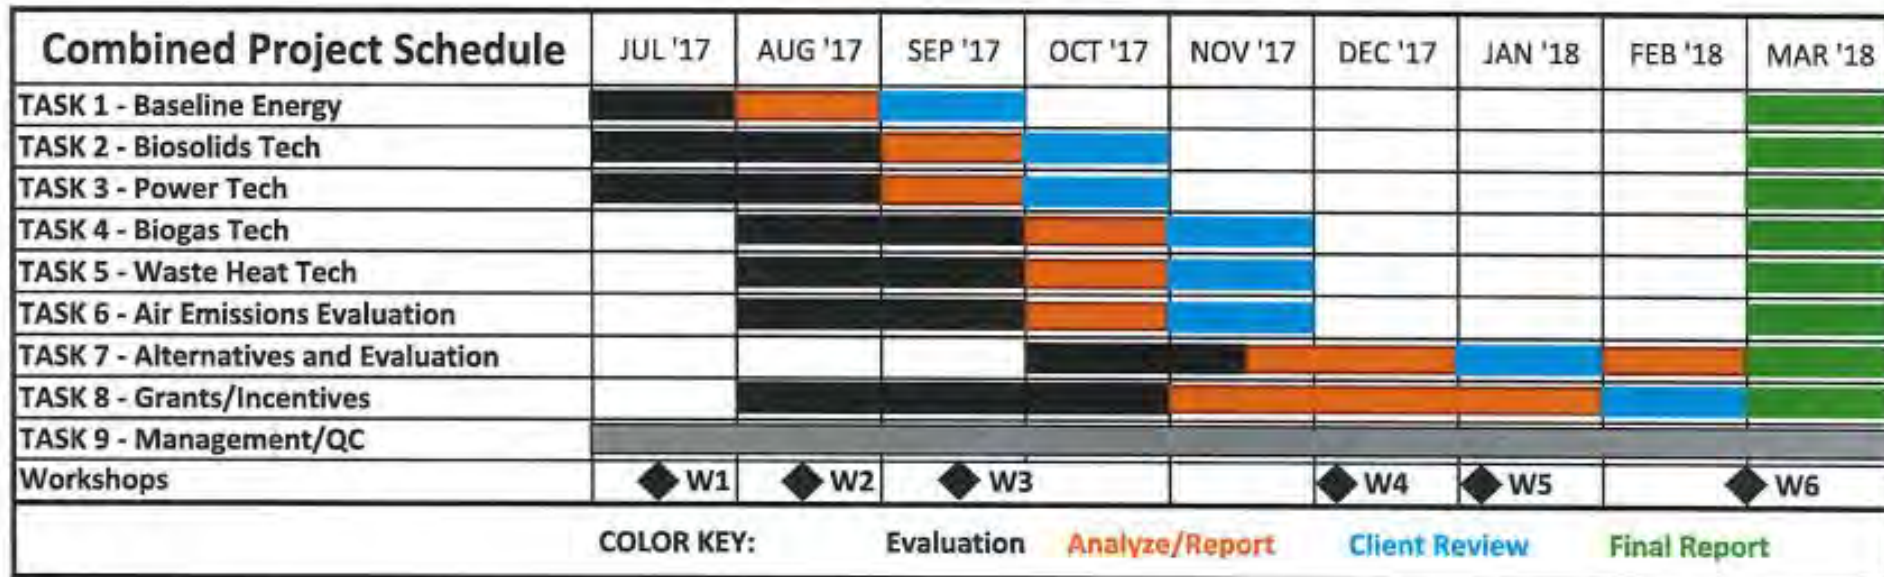 Combined Project Schedule JUL '17 AUG '17 SEP '17 OCT '17 NOV '17 DEC '17 JAN '18 FEB '18 MAR '18
TASK 1 - Baseline Energy
TASK 2 - Biosolids Tech
TASK 3 - Power Tech
TASK 4 - Biogas Tech
TASK 5 - Waste Heat Tech
TASK 6 - Air Emissions Evaluation
TASK 7 - Alternatives and Evaluation
TASK 8 - Grants/Incentives
TASK 9 - Management/QC
Workshops W1 W2 W3 W4 W5 W6
COLOR KEY: Evaluation Analyze/Report Client Review Final Report